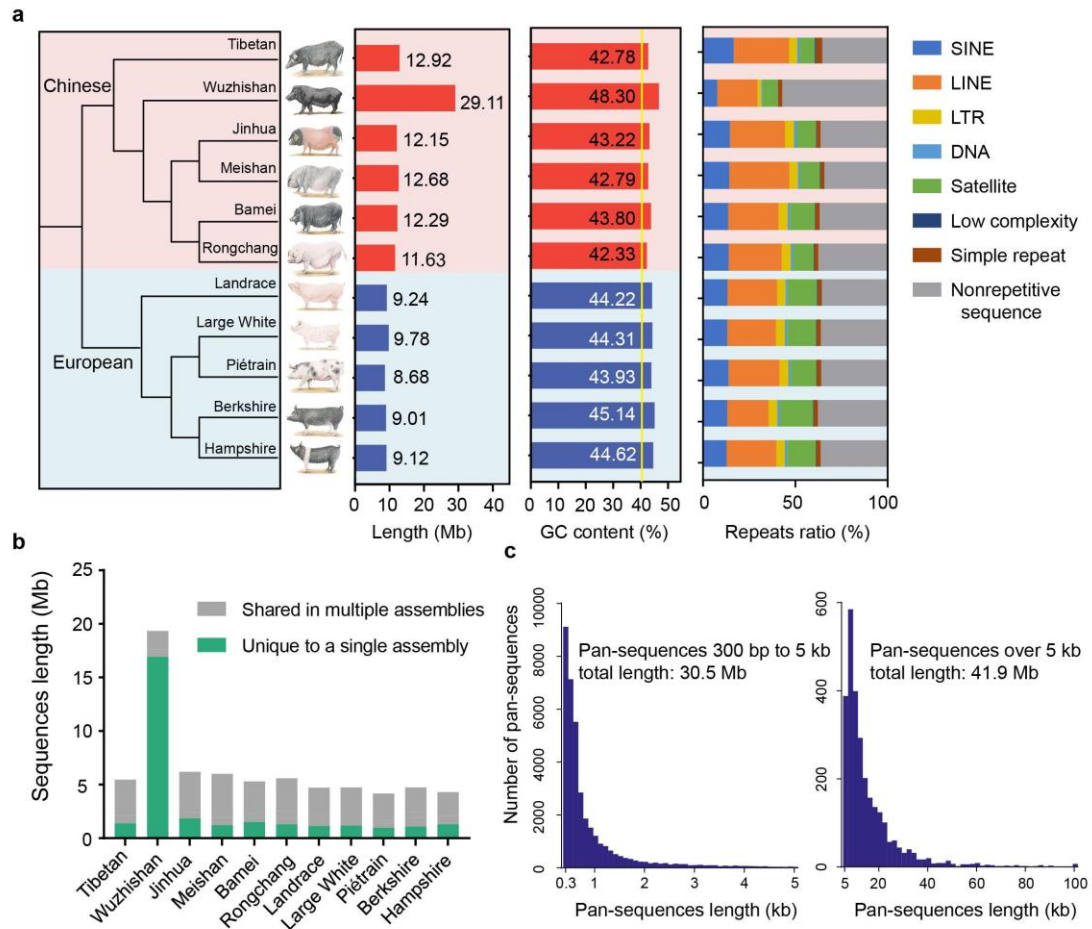 a
Chinese
European
Tibetan
Wuzhishan
Jinhua
Meishan
Bamei
Rongchang
Landrace
Large White
Piétrain
Berkshire
Hampshire
12.92
29.11
12.15
12.68
12.29
11.63
9.24
9.78
8.68
9.01
9.12
0 10 20 30 40
Length (Mb)
42.78
48.30
43.22
42.79
43.80
42.33
44.22
44.31
43.93
45.14
44.62
0 10 20 30 40 50
GC content (%)
0 50 100
Repeats ratio (%)
SINE
LINE
LTR
DNA
Satellite
Low complexity
Simple repeat
Nonrepetitive
sequence
b
Sequences length (Mb)
25
20
15
10
5
0
Shared in multiple assemblies
Unique to a single assembly
Tibetan
Wuzhishan
Jinhua
Meishan
Bamei
Rongchang
Landrace
Large White
Piétrain
Berkshire
Hampshire
c
Number of pan-sequences
10000
8000
6000
4000
2000
0
Pan-sequences 300 bp to 5 kb
total length: 30.5 Mb
0.3 1 2 3 4 5
Pan-sequences length (kb)
600
400
200
0
Pan-sequences over 5 kb
total length: 41.9 Mb
5 20 40 60 80 100
Pan-sequences length (kb)